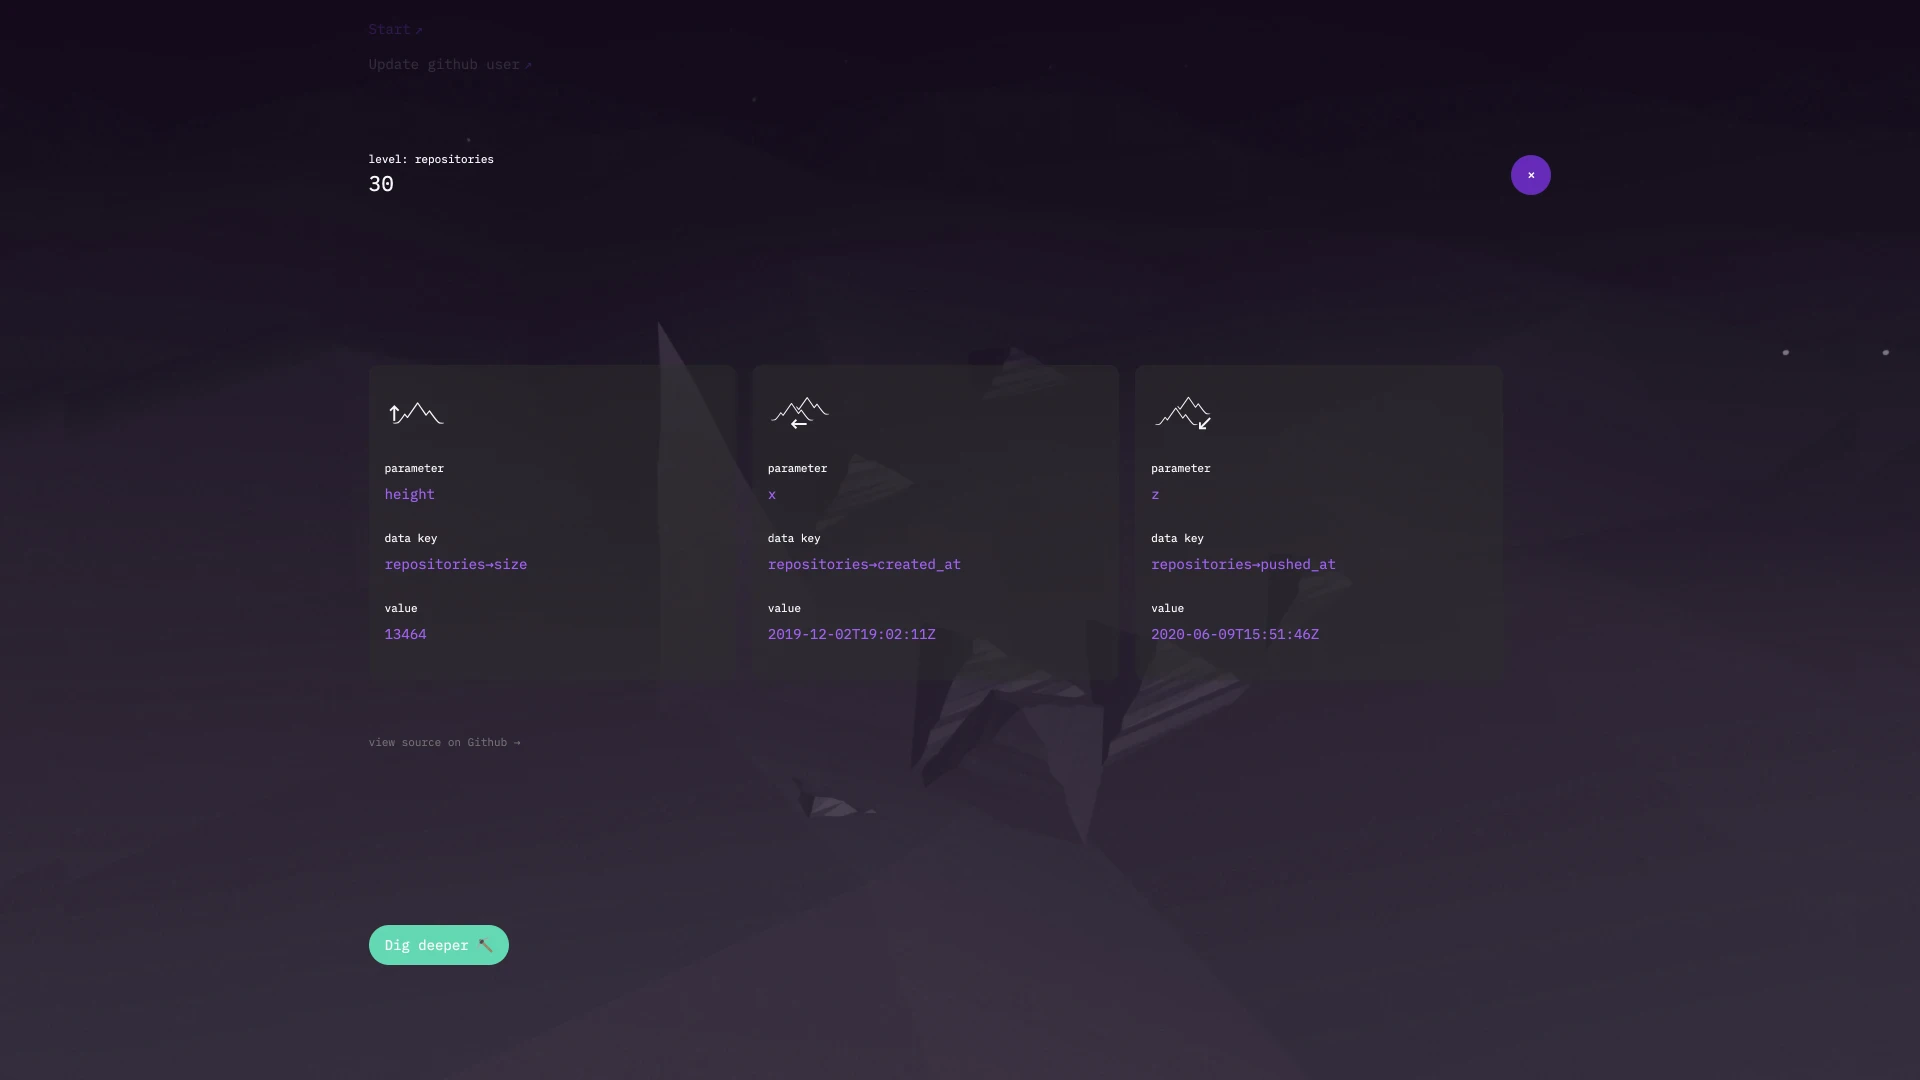 Start ↗
Update github user ↗
level: repositories
30
×
parameter
height
data key
repositories→size
value
13464
parameter
x
data key
repositories→created_at
value
2019-12-02T19:02:11Z
parameter
z
data key
repositories→pushed_at
value
2020-06-09T15:51:46Z
view source on Github →
Dig deeper